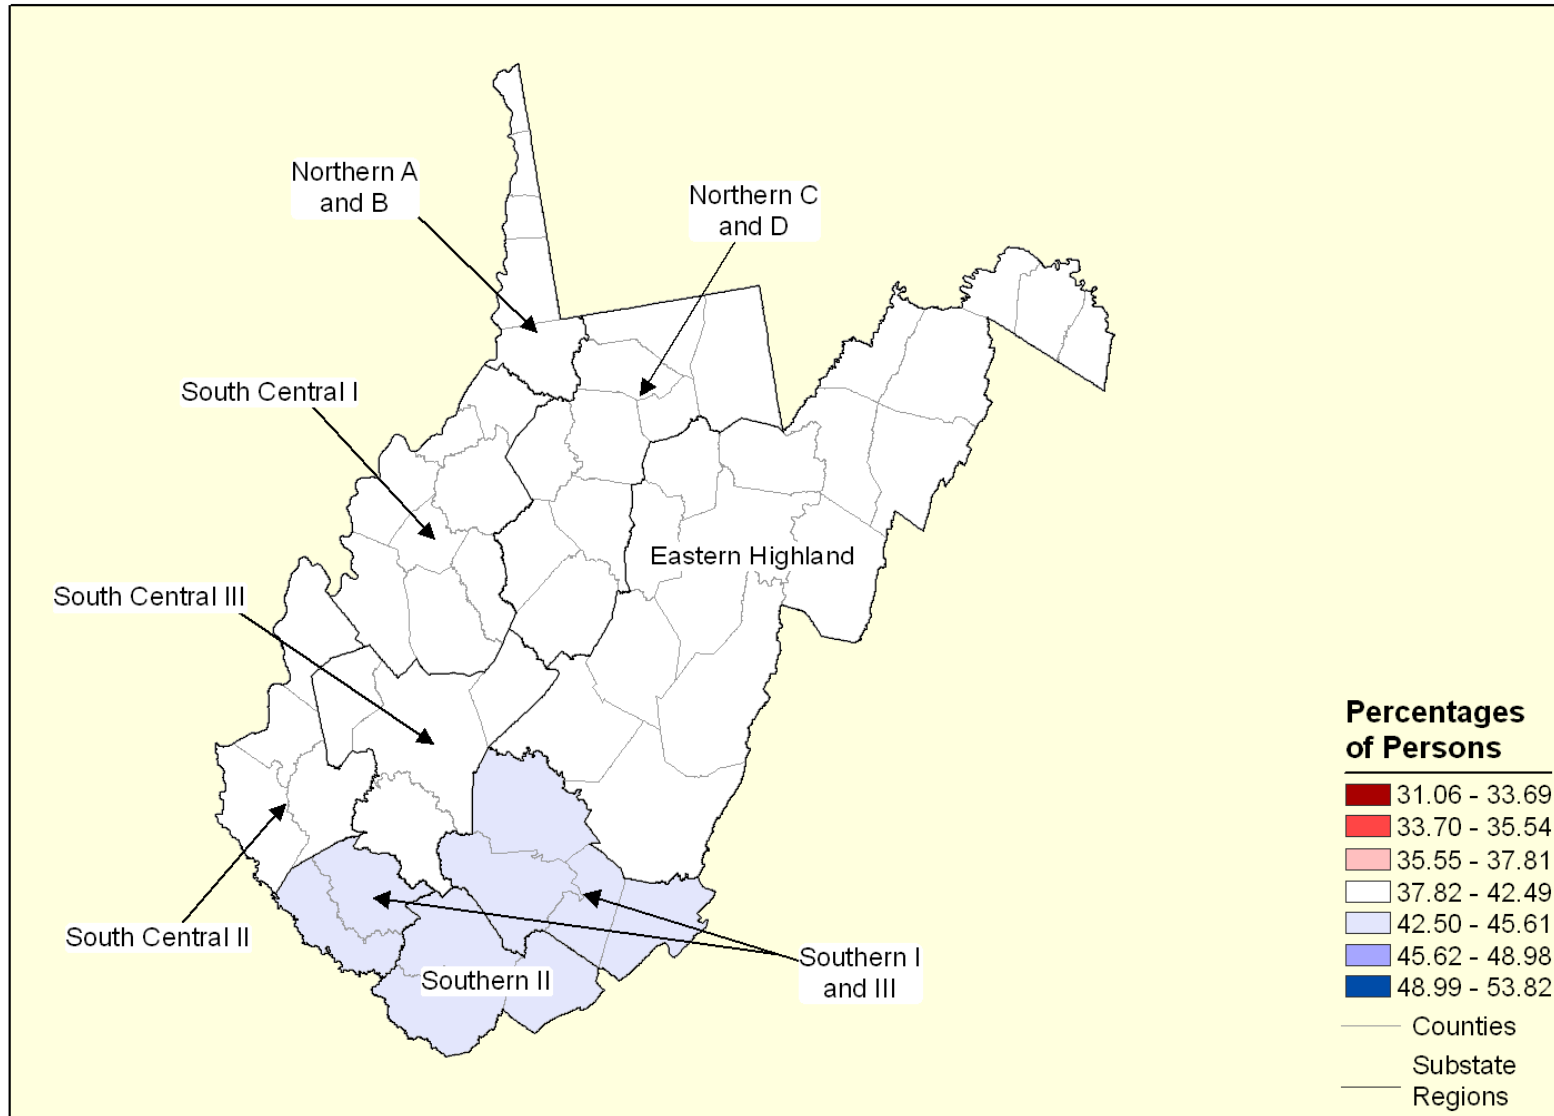 Northern A
and B
Northern C
and D
South Central I
Eastern Highland
South Central III
South Central II
Southern II
Southern I
and III
Percentages
of Persons
31.06 - 33.69
33.70 - 35.54
35.55 - 37.81
37.82 - 42.49
42.50 - 45.61
45.62 - 48.98
48.99 - 53.82
Counties
Substate
Regions